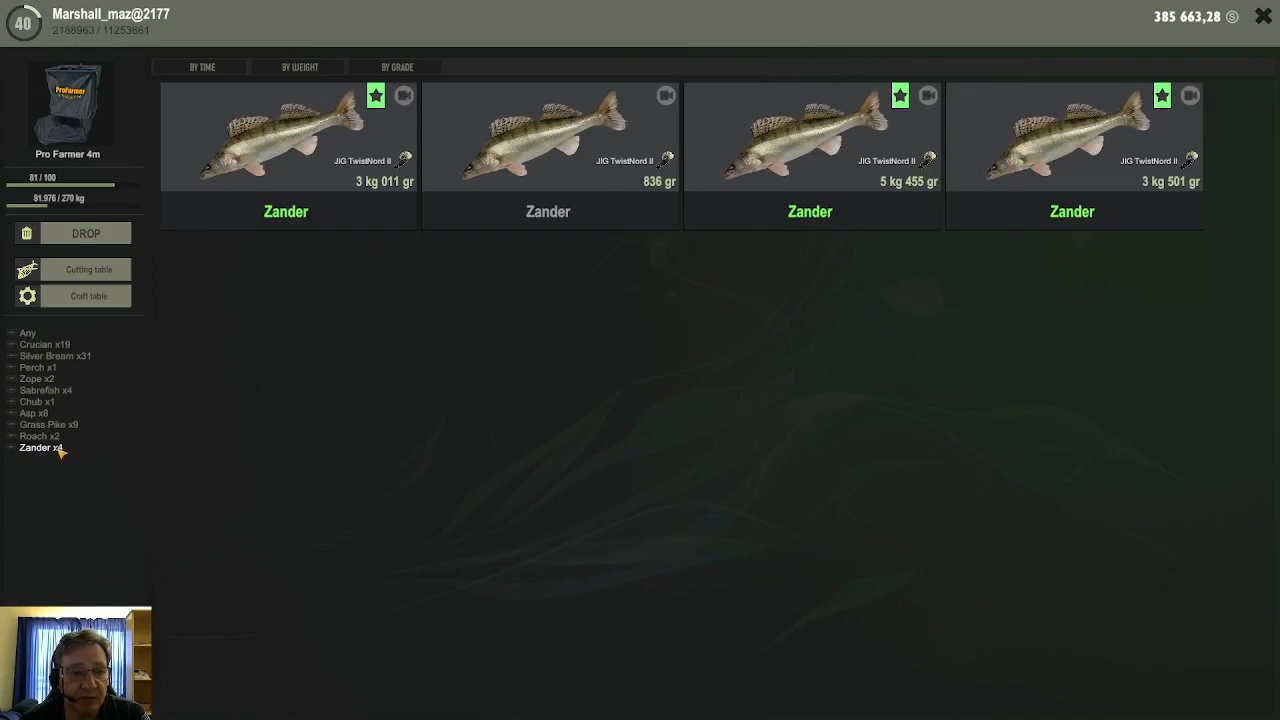 40
Marshall_maz@2177
2188963 / 11253661
385 663,28
ProFarmer
Pro Farmer 4m
81 / 100
81.976 / 270 kg
DROP
Cutting table
Craft table
Any
Crucian x19
Silver Bream x31
Perch x1
Zope x2
Sabrefish x4
Chub x1
Asp x8
Grass Pike x9
Roach x2
Zander x4
BY TIME
BY WEIGHT
BY GRADE
JIG TwistNord II
3 kg 011 gr
Zander
JIG TwistNord II
836 gr
Zander
JIG TwistNord II
5 kg 455 gr
Zander
JIG TwistNord II
3 kg 501 gr
Zander